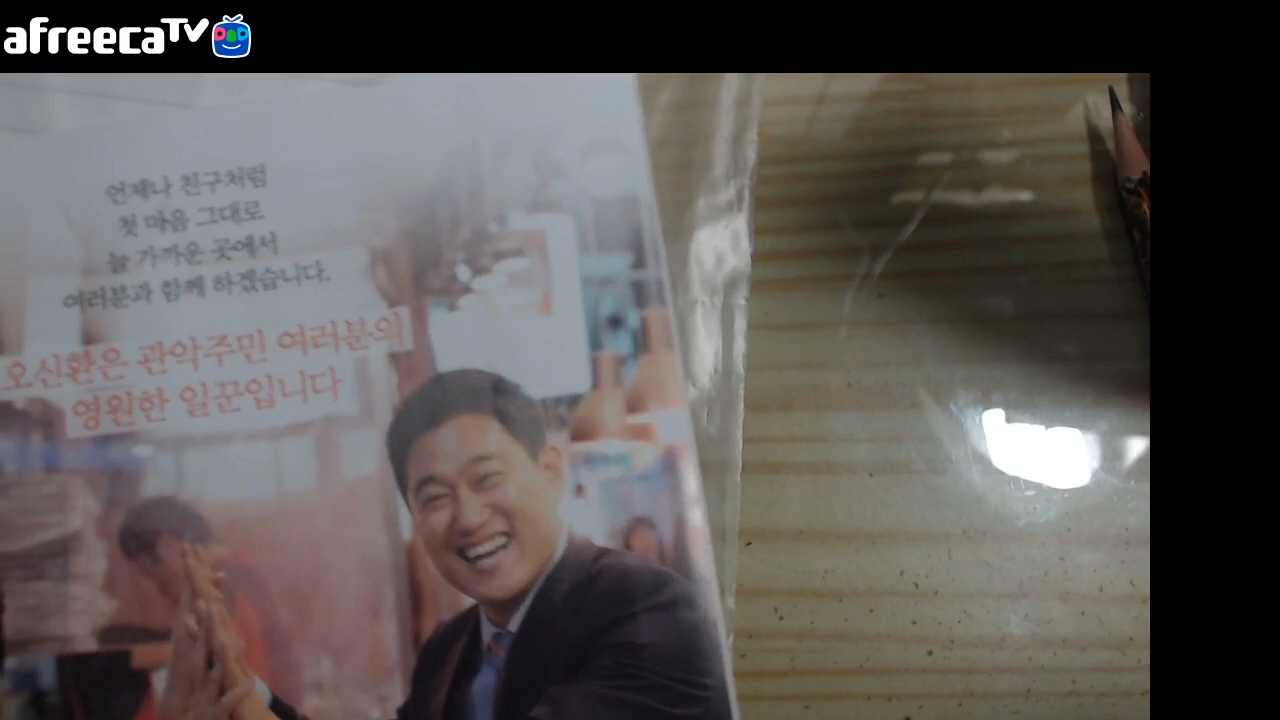 afreecaTV
언제나 친구처럼
첫 마음 그대로
늘 가까운 곳에서
여러분과 함께 하겠습니다.
오신환은 관악주민 여러분의
영원한 일꾼입니다